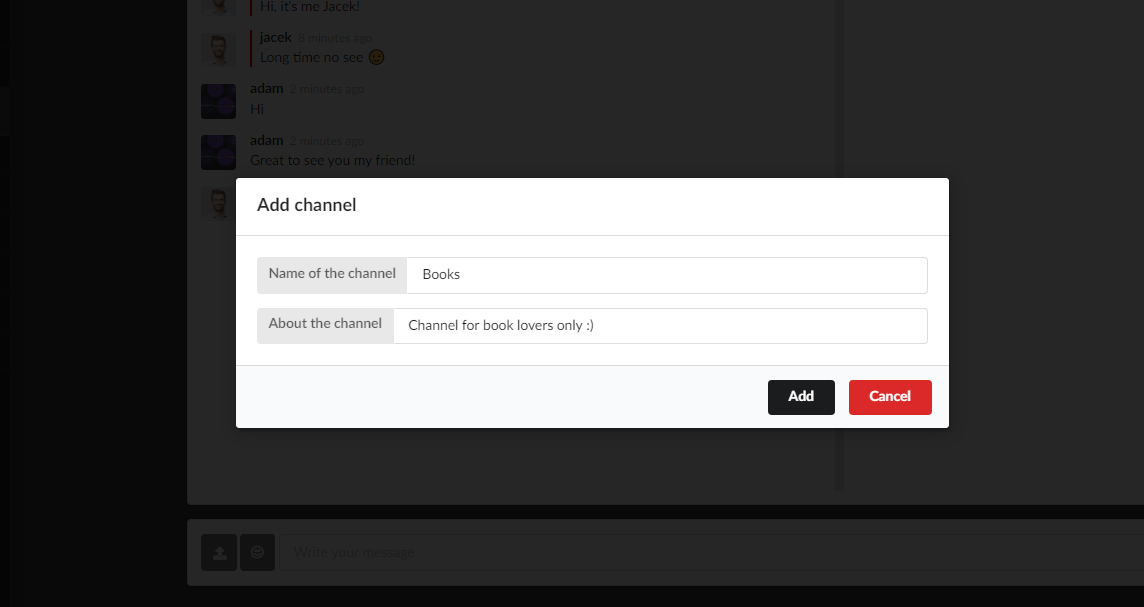 Hi, it's me Jacek!
jacek 8 minutes ago
Long time no see
adam 2 minutes ago
Hi
adam 2 minutes ago
Great to see you my friend!
Add channel
Name of the channel Books
About the channel Channel for book lovers only :)
Add Cancel
Write your message